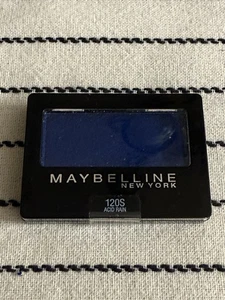 MAYBELLINE
NEW YORK
120S
ACID RAIN